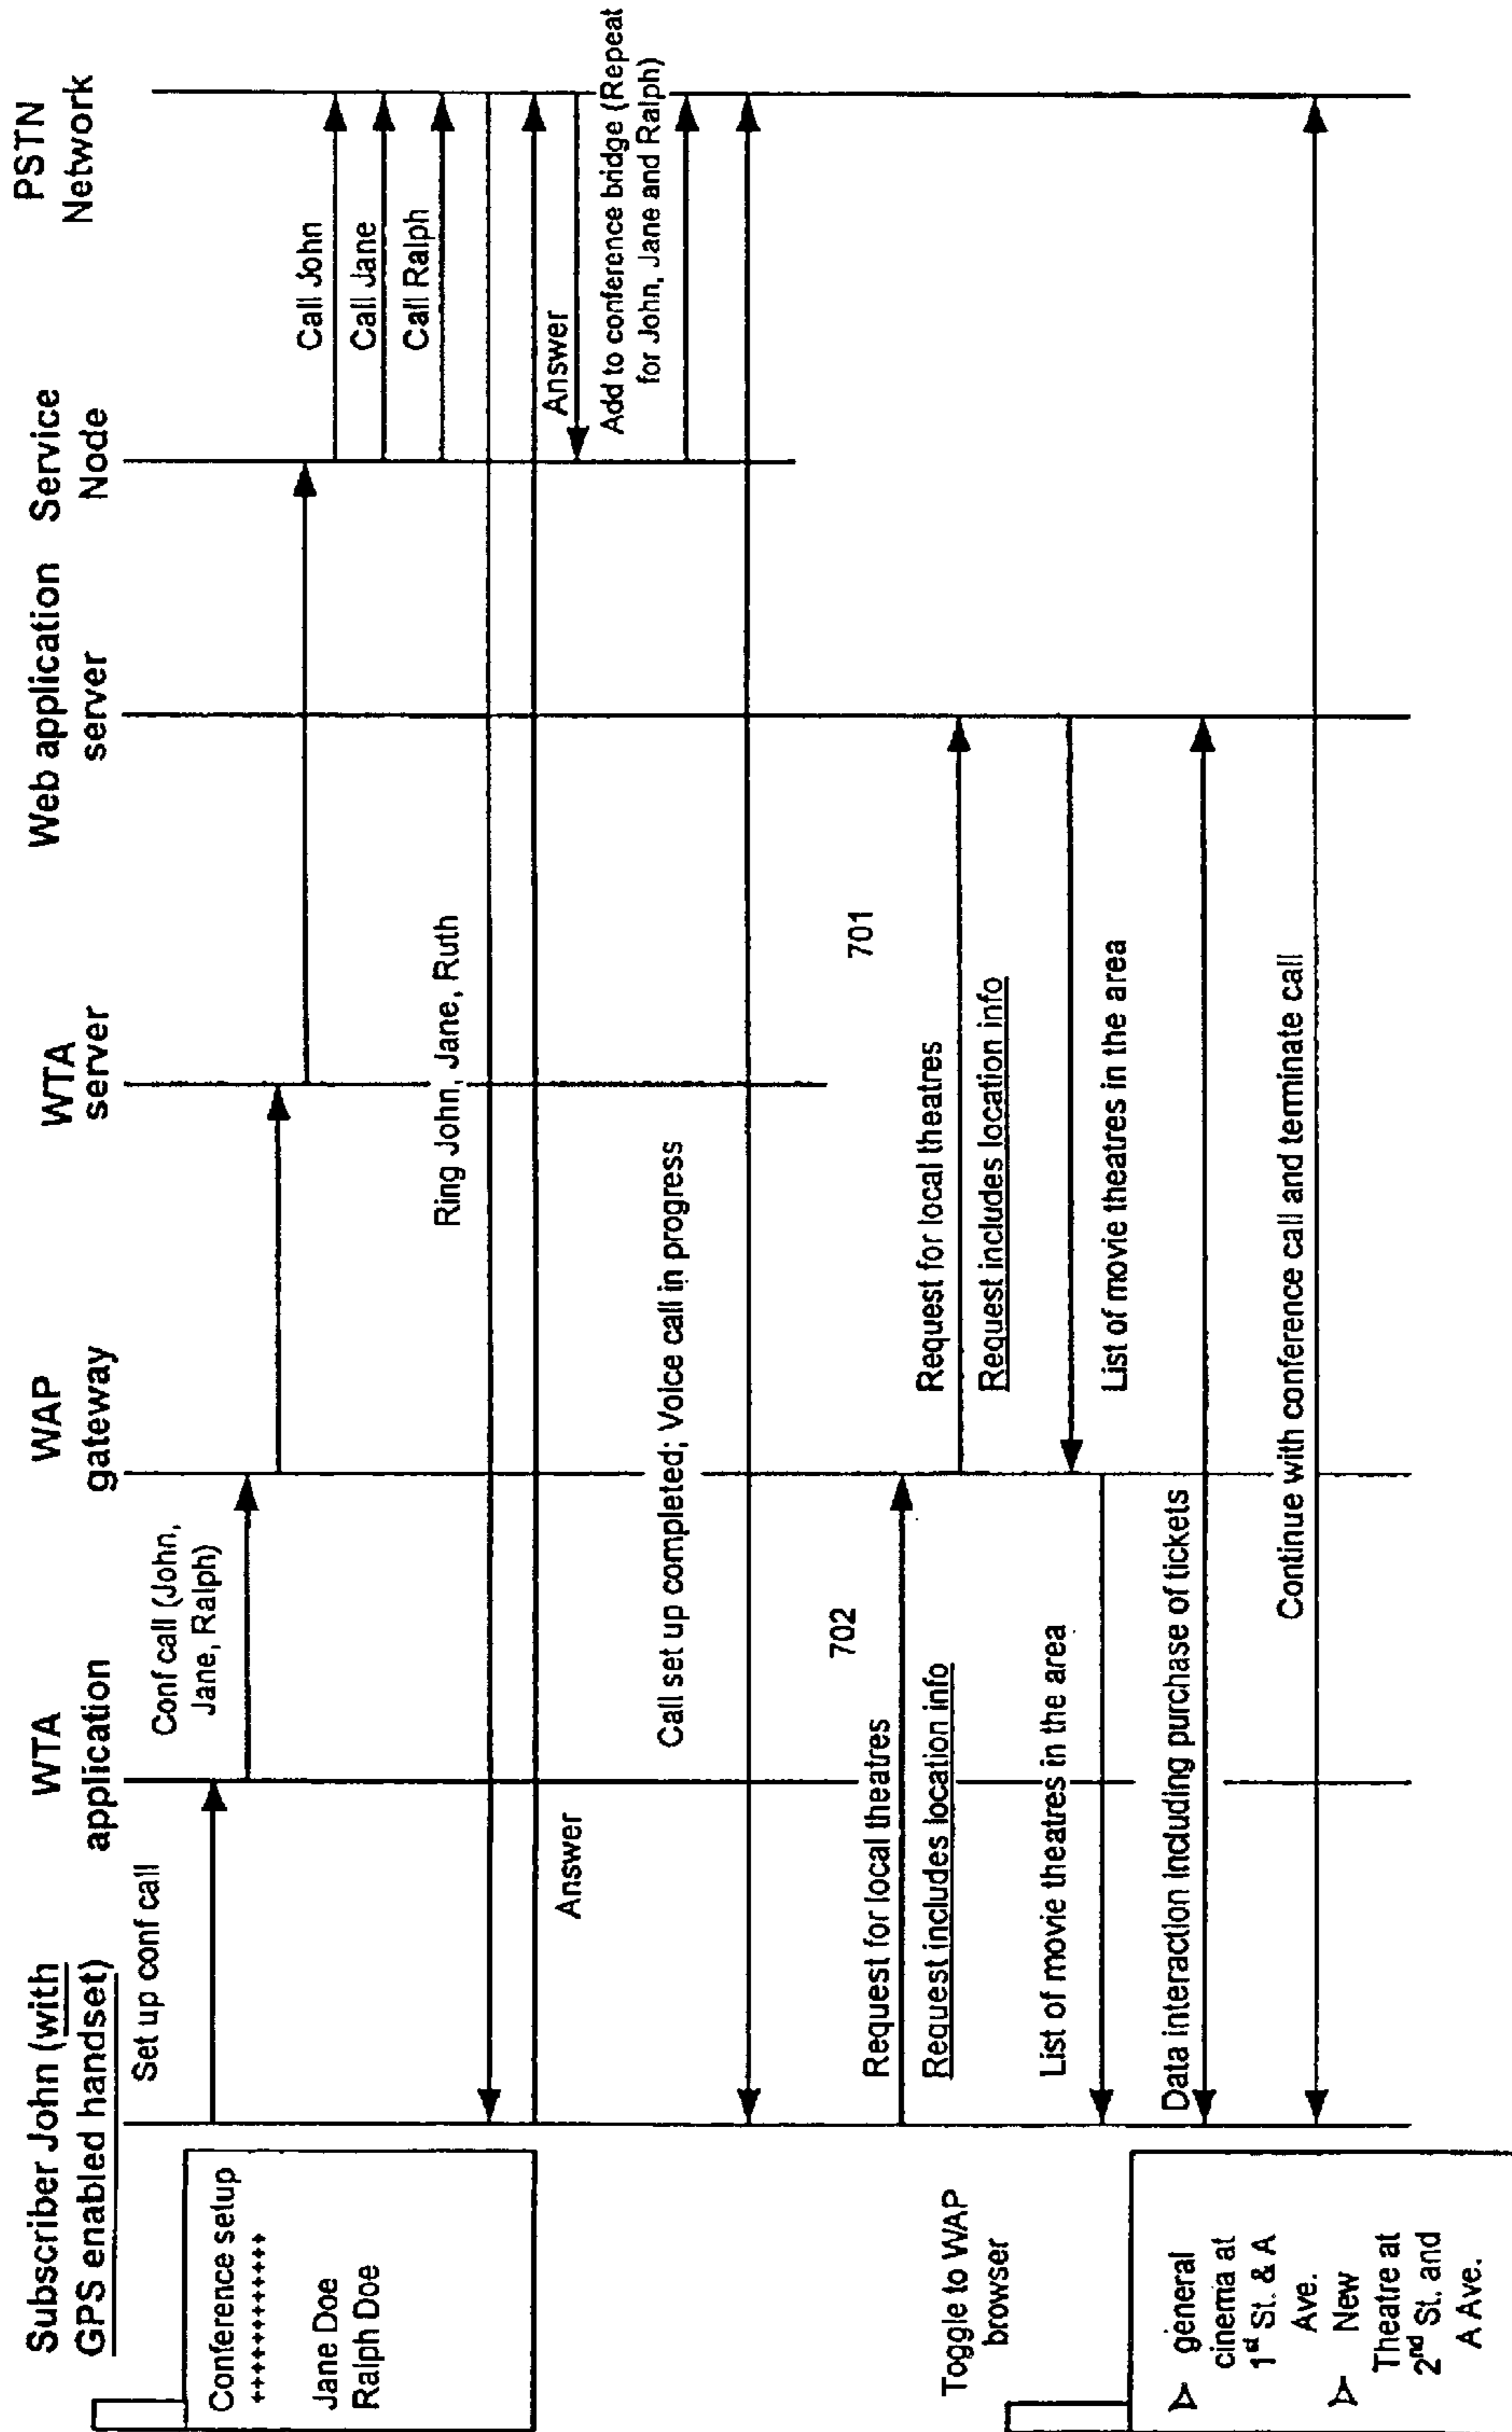 Subscriber John (with
GPS enabled handset)
WTA
application
WAP
gateway
WTA
server
Web application
server
Service
Node
PSTN
Network
Conference setup
+++++++++++
Jane Doe
Ralph Doe
Set up conf call
Conf call (John,
Jane, Ralph)
Call John
Call Jane
Call Ralph
Ring John, Jane, Ruth
Answer
Answer
Add to conference bridge (Repeat
for John, Jane and Ralph)
Call set up completed; Voice call in progress
702
701
Toggle to WAP
browser
Request for local theatres
Request includes location info
Request for local theatres
Request includes location info
List of movie theatres in the area
List of movie theatres in the area
Data interaction including purchase of tickets
Continue with conference call and terminate call
general
cinema at
1st St. & A
Ave.
New
Theatre at
2nd St. and
A Ave.